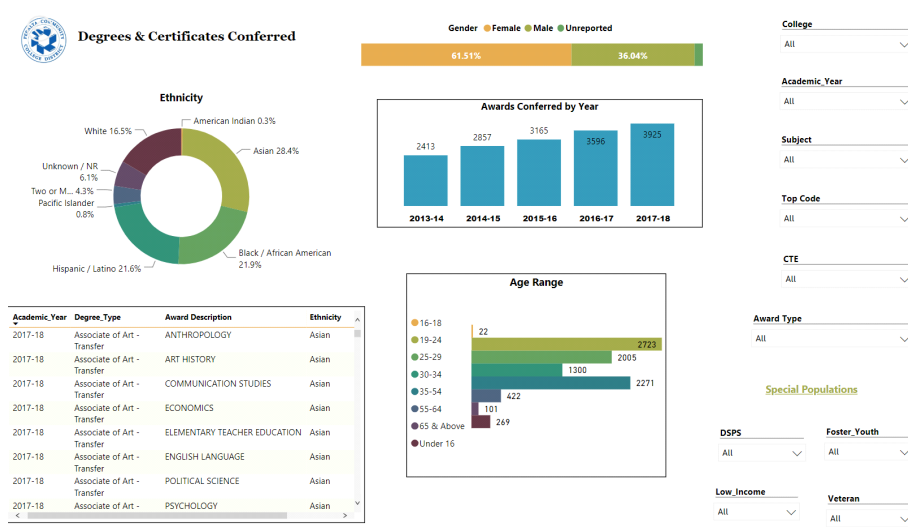 PERALTA COMMUNITY COLLEGE DISTRICT
Degrees & Certificates Conferred
Gender Female Male Unreported
61.51% 36.04%
College
All
Academic_Year
All
Subject
All
Top Code
All
CTE
All
Award Type
All
Special Populations
DSPS
All
Foster_Youth
All
Low_Income
All
Veteran
All
Ethnicity
American Indian 0.3%
White 16.5%
Asian 28.4%
Unknown / NR
6.1%
Two or M... 4.3%
Pacific Islander
0.8%
Black / African American
21.9%
Hispanic / Latino 21.6%
Awards Conferred by Year
2413 2857 3165 3596 3925
2013-14 2014-15 2015-16 2016-17 2017-18
Age Range
16-18
19-24
25-29
30-34
35-54
55-64
65 & Above
Under 16
22
2723
2005
1300
2271
422
101
269
Academic_Year Degree_Type Award Description Ethnicity
2017-18 Associate of Art - ANTHROPOLOGY Asian
Transfer
2017-18 Associate of Art - ART HISTORY Asian
Transfer
2017-18 Associate of Art - COMMUNICATION STUDIES Asian
Transfer
2017-18 Associate of Art - ECONOMICS Asian
Transfer
2017-18 Associate of Art - ELEMENTARY TEACHER EDUCATION Asian
Transfer
2017-18 Associate of Art - ENGLISH LANGUAGE Asian
Transfer
2017-18 Associate of Art - POLITICAL SCIENCE Asian
Transfer
2017-18 Associate of Art - PSYCHOLOGY Asian